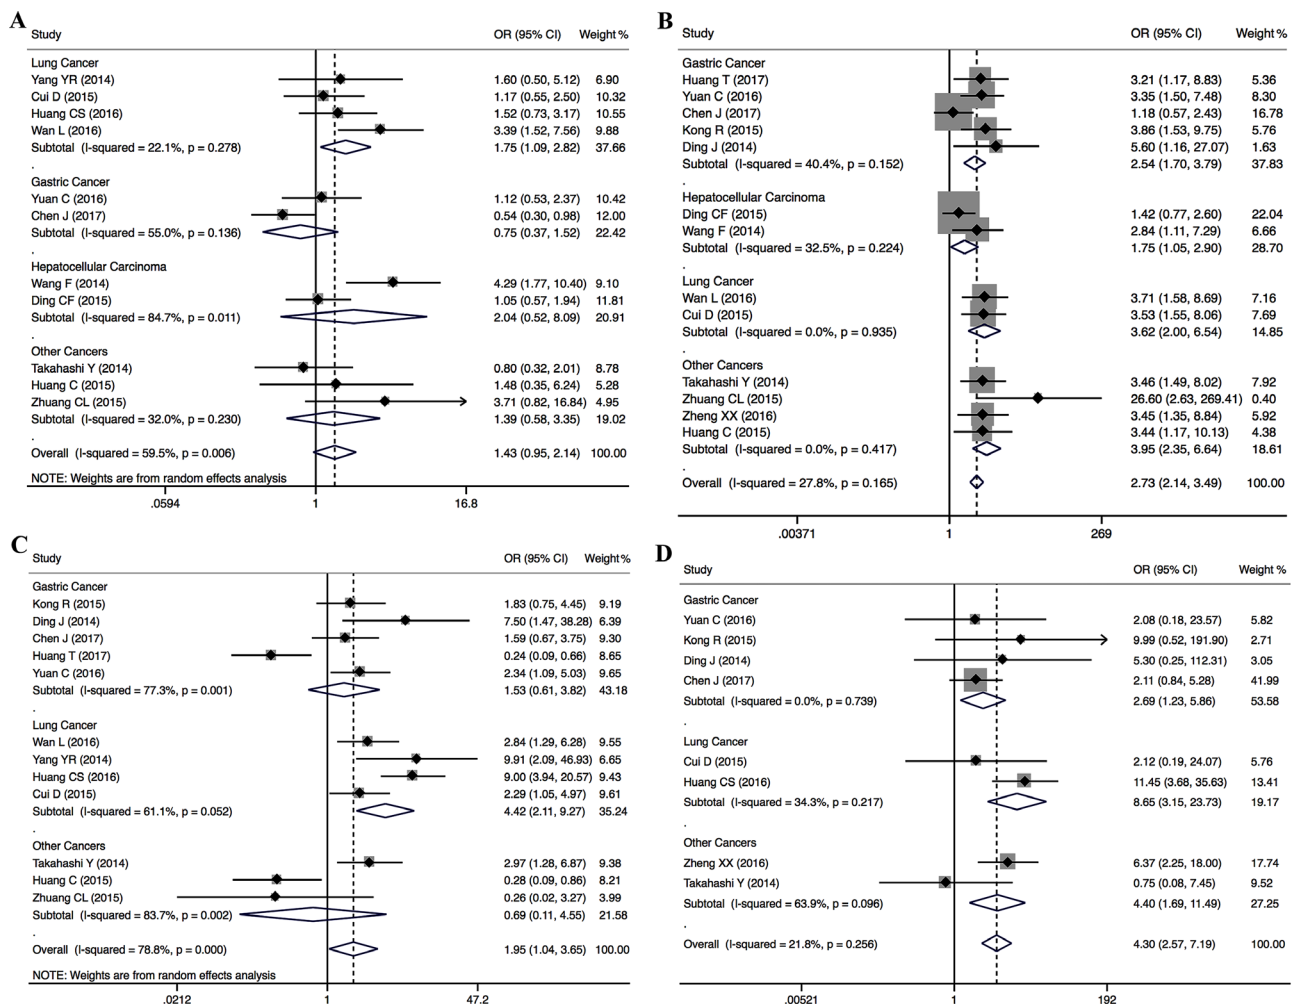 A
Study OR (95% CI) Weight %
Lung Cancer
Yang YR (2014) 1.60 (0.50, 5.12) 6.90
Cui D (2015) 1.17 (0.55, 2.50) 10.32
Huang CS (2016) 1.52 (0.73, 3.17) 10.55
Wan L (2016) 3.39 (1.52, 7.56) 9.88
Subtotal (I-squared = 22.1%, p = 0.278) 1.75 (1.09, 2.82) 37.66
.
Gastric Cancer
Yuan C (2016) 1.12 (0.53, 2.37) 10.42
Chen J (2017) 0.54 (0.30, 0.98) 12.00
Subtotal (I-squared = 55.0%, p = 0.136) 0.75 (0.37, 1.52) 22.42
.
Hepatocellular Carcinoma
Wang F (2014) 4.29 (1.77, 10.40) 9.10
Ding CF (2015) 1.05 (0.57, 1.94) 11.81
Subtotal (I-squared = 84.7%, p = 0.011) 2.04 (0.52, 8.09) 20.91
.
Other Cancers
Takahashi Y (2014) 0.80 (0.32, 2.01) 8.78
Huang C (2015) 1.48 (0.35, 6.24) 5.28
Zhuang CL (2015) 3.71 (0.82, 16.84) 4.95
Subtotal (I-squared = 32.0%, p = 0.230) 1.39 (0.58, 3.35) 19.02
.
Overall (I-squared = 59.5%, p = 0.006) 1.43 (0.95, 2.14) 100.00
NOTE: Weights are from random effects analysis
.0594 1 16.8
B
Study OR (95% CI) Weight %
Gastric Cancer
Huang T (2017) 3.21 (1.17, 8.83) 5.36
Yuan C (2016) 3.35 (1.50, 7.48) 8.30
Chen J (2017) 1.18 (0.57, 2.43) 16.78
Kong R (2015) 3.86 (1.53, 9.75) 5.76
Ding J (2014) 5.60 (1.16, 27.07) 1.63
Subtotal (I-squared = 40.4%, p = 0.152) 2.54 (1.70, 3.79) 37.83
.
Hepatocellular Carcinoma
Ding CF (2015) 1.42 (0.77, 2.60) 22.04
Wang F (2014) 2.84 (1.11, 7.29) 6.66
Subtotal (I-squared = 32.5%, p = 0.224) 1.75 (1.05, 2.90) 28.70
.
Lung Cancer
Wan L (2016) 3.71 (1.58, 8.69) 7.16
Cui D (2015) 3.53 (1.55, 8.06) 7.69
Subtotal (I-squared = 0.0%, p = 0.935) 3.62 (2.00, 6.54) 14.85
.
Other Cancers
Takahashi Y (2014) 3.46 (1.49, 8.02) 7.92
Zhuang CL (2015) 26.60 (2.63, 269.41) 0.40
Zheng XX (2016) 3.45 (1.35, 8.84) 5.92
Huang C (2015) 3.44 (1.17, 10.13) 4.38
Subtotal (I-squared = 0.0%, p = 0.417) 3.95 (2.35, 6.64) 18.61
.
Overall (I-squared = 27.8%, p = 0.165) 2.73 (2.14, 3.49) 100.00
.00371 1 269
C
Study OR (95% CI) Weight %
Gastric Cancer
Kong R (2015) 1.83 (0.75, 4.45) 9.19
Ding J (2014) 7.50 (1.47, 38.28) 6.39
Chen J (2017) 1.59 (0.67, 3.75) 9.30
Huang T (2017) 0.24 (0.09, 0.66) 8.65
Yuan C (2016) 2.34 (1.09, 5.03) 9.65
Subtotal (I-squared = 77.3%, p = 0.001) 1.53 (0.61, 3.82) 43.18
.
Lung Cancer
Wan L (2016) 2.84 (1.29, 6.28) 9.55
Yang YR (2014) 9.91 (2.09, 46.93) 6.65
Huang CS (2016) 9.00 (3.94, 20.57) 9.43
Cui D (2015) 2.29 (1.05, 4.97) 9.61
Subtotal (I-squared = 61.1%, p = 0.052) 4.42 (2.11, 9.27) 35.24
.
Other Cancers
Takahashi Y (2014) 2.97 (1.28, 6.87) 9.38
Huang C (2015) 0.28 (0.09, 0.86) 8.21
Zhuang CL (2015) 0.26 (0.02, 3.27) 3.99
Subtotal (I-squared = 83.7%, p = 0.002) 0.69 (0.11, 4.55) 21.58
.
Overall (I-squared = 78.8%, p = 0.000) 1.95 (1.04, 3.65) 100.00
NOTE: Weights are from random effects analysis
.0212 1 47.2
D
Study OR (95% CI) Weight %
Gastric Cancer
Yuan C (2016) 2.08 (0.18, 23.57) 5.82
Kong R (2015) 9.99 (0.52, 191.90) 2.71
Ding J (2014) 5.30 (0.25, 112.31) 3.05
Chen J (2017) 2.11 (0.84, 5.28) 41.99
Subtotal (I-squared = 0.0%, p = 0.739) 2.69 (1.23, 5.86) 53.58
.
Lung Cancer
Cui D (2015) 2.12 (0.19, 24.07) 5.76
Huang CS (2016) 11.45 (3.68, 35.63) 13.41
Subtotal (I-squared = 34.3%, p = 0.217) 8.65 (3.15, 23.73) 19.17
.
Other Cancers
Zheng XX (2016) 6.37 (2.25, 18.00) 17.74
Takahashi Y (2014) 0.75 (0.08, 7.45) 9.52
Subtotal (I-squared = 63.9%, p = 0.096) 4.40 (1.69, 11.49) 27.25
.
Overall (I-squared = 21.8%, p = 0.256) 4.30 (2.57, 7.19) 100.00
.00521 1 192